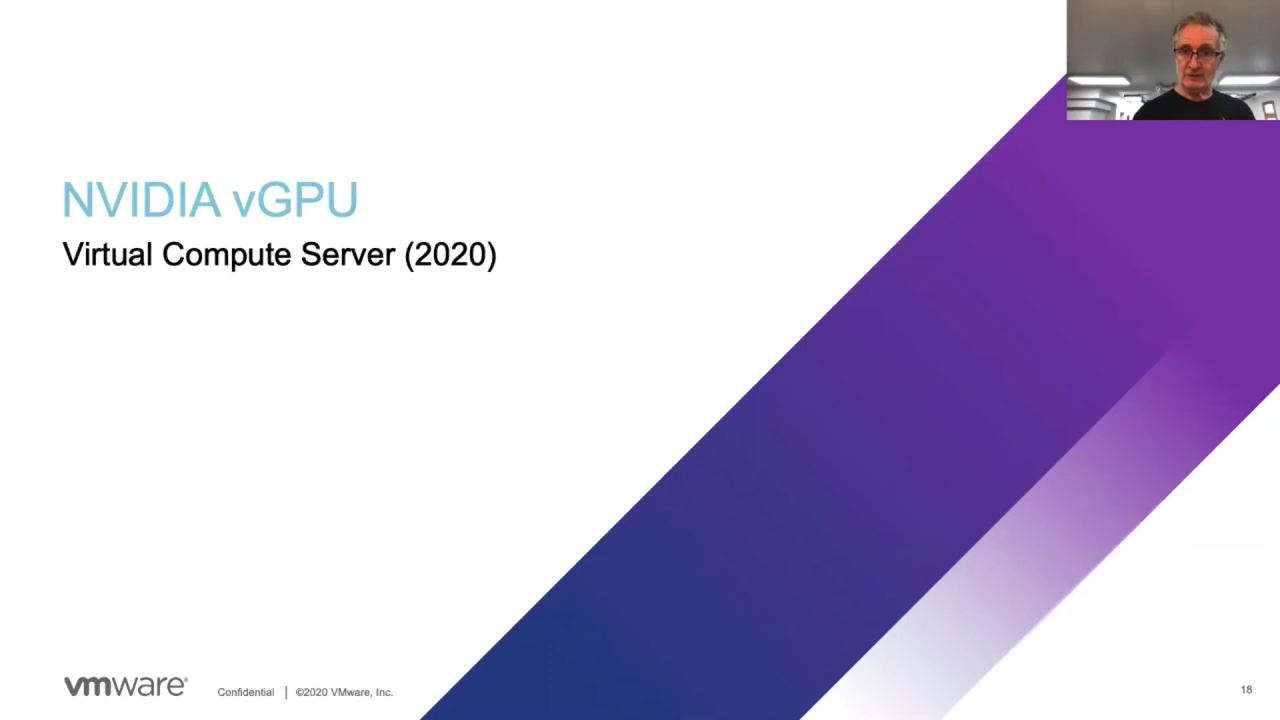 NVIDIA vGPU
Virtual Compute Server (2020)
vmware®
Confidential | ©2020 VMware, Inc.
18